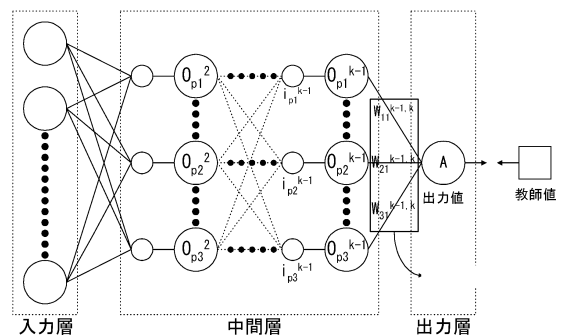 O_p1^2
i_p1^k-1
O_p1^k-1
W_11^k-1,k
O_p2^2
i_p2^k-1
O_p2^k-1
W_21^k-1,k
A
出力値
教師値
O_p3^2
i_p3^k-1
O_p3^k-1
W_31^k-1,k
入力層
中間層
出力層